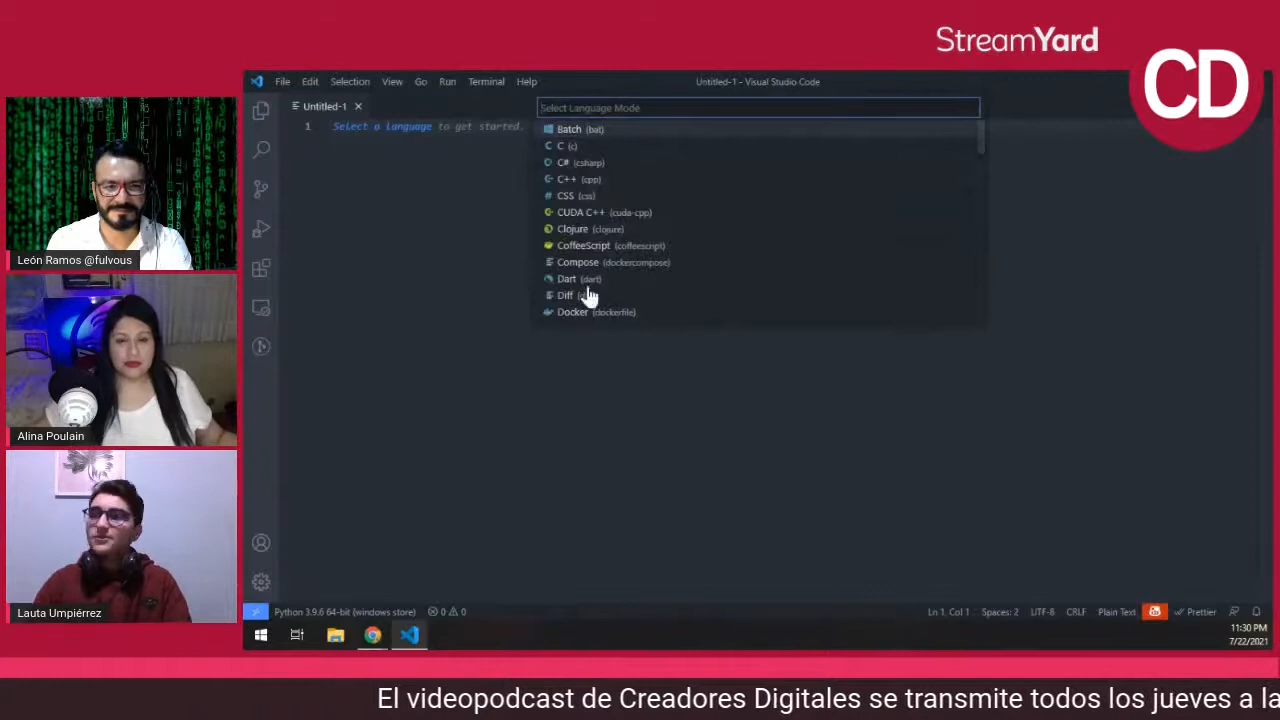 StreamYard
CD
File Edit Selection View Go Run Terminal Help
Untitled-1 - Visual Studio Code
Untitled-1
Select Language Mode
1 Select a language to get started.
Batch (bat)
C (c)
C# (csharp)
C++ (cpp)
CSS (css)
CUDA C++ (cuda-cpp)
Clojure (clojure)
CoffeeScript (coffeescript)
Compose (dockercompose)
Dart (dart)
Diff
Docker (dockerfile)
León Ramos @fulvous
Alina Poulain
Lauta Umpiérrez
Python 3.9.6 64-bit (windows store) 0 0 Ln 1, Col 1 Spaces: 2 UTF-8 CRLF Plain Text Prettier
11:30 PM
7/22/2021
El videopodcast de Creadores Digitales se transmite todos los jueves a la